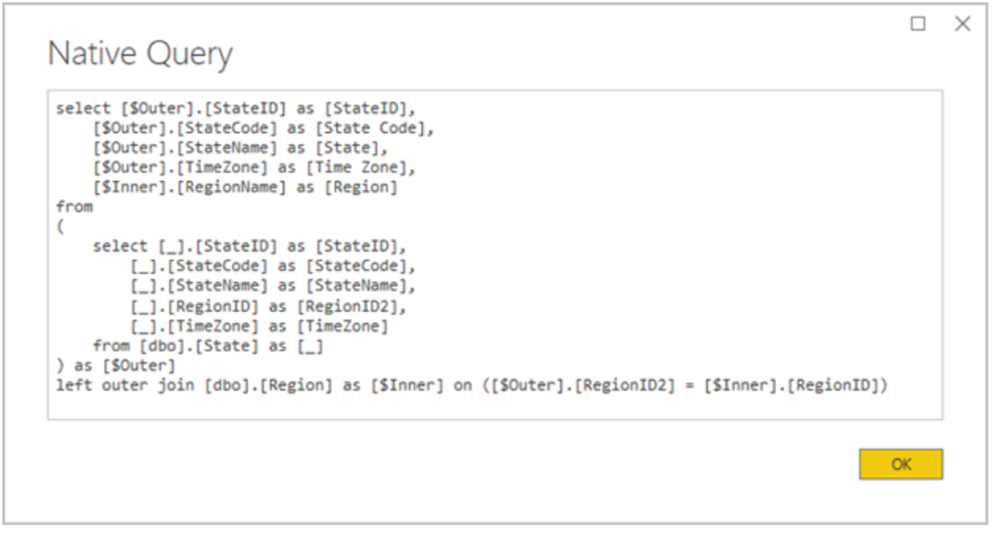 Native Query
select [$Outer].[StateID] as [StateID],
[$Outer].[StateCode] as [State Code],
[$Outer].[StateName] as [State],
[$Outer].[TimeZone] as [Time Zone],
[$Inner].[RegionName] as [Region]
from
(
select [_].[StateID] as [StateID],
[_].[StateCode] as [StateCode],
[_].[StateName] as [StateName],
[_].[RegionID] as [RegionID2],
[_].[TimeZone] as [TimeZone]
from [dbo].[State] as [_]
) as [$Outer]
left outer join [dbo].[Region] as [$Inner] on ([$Outer].[RegionID2] = [$Inner].[RegionID])
OK